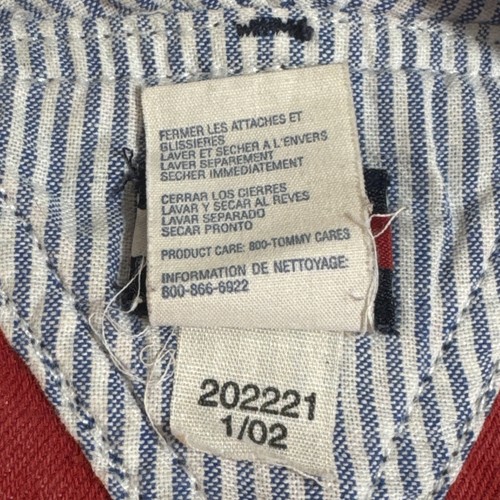 FERMER LES ATTACHES ET
GLISSIERES
LAVER ET SECHER A L'ENVERS
LAVER SEPAREMENT
SECHER IMMEDIATEMENT
CERRAR LOS CIERRES
LAVAR Y SECAR AL REVES
LAVAR SEPARADO
SECAR PRONTO
PRODUCT CARE: 800-TOMMY CARES
INFORMATION DE NETTOYAGE:
800-866-6922
202221
1/02